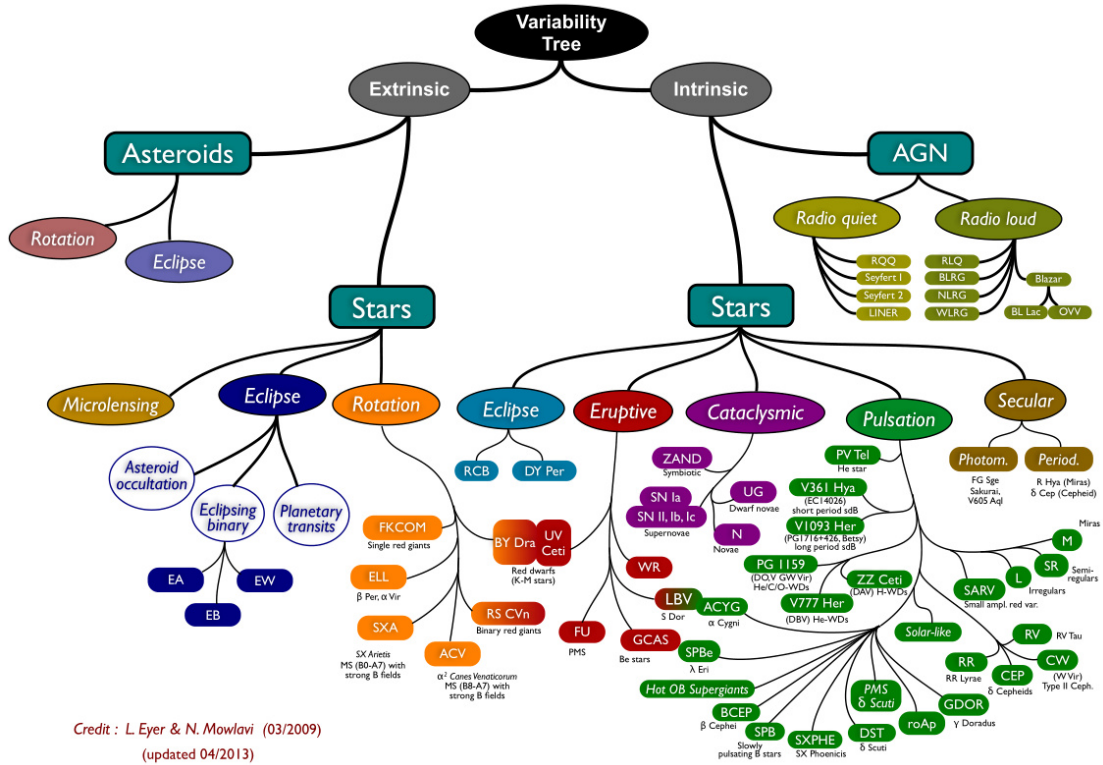 Variability
Tree
Extrinsic
Intrinsic
Asteroids
AGN
Rotation
Eclipse
Radio quiet
Radio loud
RQQ
Seyfert 1
Seyfert 2
LINER
RLQ
BLRG
NLRG
WLRG
Blazar
BL Lac
OVV
Stars
Stars
Microlensing
Eclipse
Rotation
Eclipse
Eruptive
Cataclysmic
Pulsation
Secular
Asteroid
occultation
Eclipsing
binary
Planetary
transits
EA
EB
EW
FKCOM
Single red giants
ELL
β Per, α Vir
SXA
SX Arietis
MS (B0-A7) with
strong B fields
ACV
α² Canes Venaticorum
MS (B8-A7) with
strong B fields
RS CVn
Binary red giants
BY Dra
UV
Ceti
Red dwarfs
(K-M stars)
RCB
DY Per
WR
LBV
S Dor
FU
PMS
GCAS
Be stars
ZAND
Symbiotic
SN Ia
SN II, Ib, Ic
Supernovae
UG
Dwarf novae
N
Novae
PV Tel
He star
V361 Hya
(EC14026)
short period sdB
V1093 Her
(PG1716+426, Betsy)
long period sdB
PG 1159
(DO,V GW Vir)
He/C/O-WDs
ZZ Ceti
(DAV) H-WDs
V777 Her
(DBV) He-WDs
ACYG
α Cygni
SPBe
λ Eri
Hot OB Supergiants
BCEP
β Cephei
SPB
Slowly
pulsating B stars
SXPHE
SX Phoenicis
PMS
δ Scuti
DST
δ Scuti
roAp
GDOR
γ Doradus
Solar-like
RR
RR Lyrae
CEP
δ Cepheids
RV
RV Tau
CW
(W Vir)
Type II Ceph.
SARV
Small ampl. red var.
L
Irregulars
SR
Semi-
regulars
M
Miras
Photom.
FG Sge
Sakurai,
V605 Aql
Period.
R Hya (Miras)
δ Cep (Cepheid)
Credit : L. Eyer & N. Mowlavi (03/2009)
(updated 04/2013)